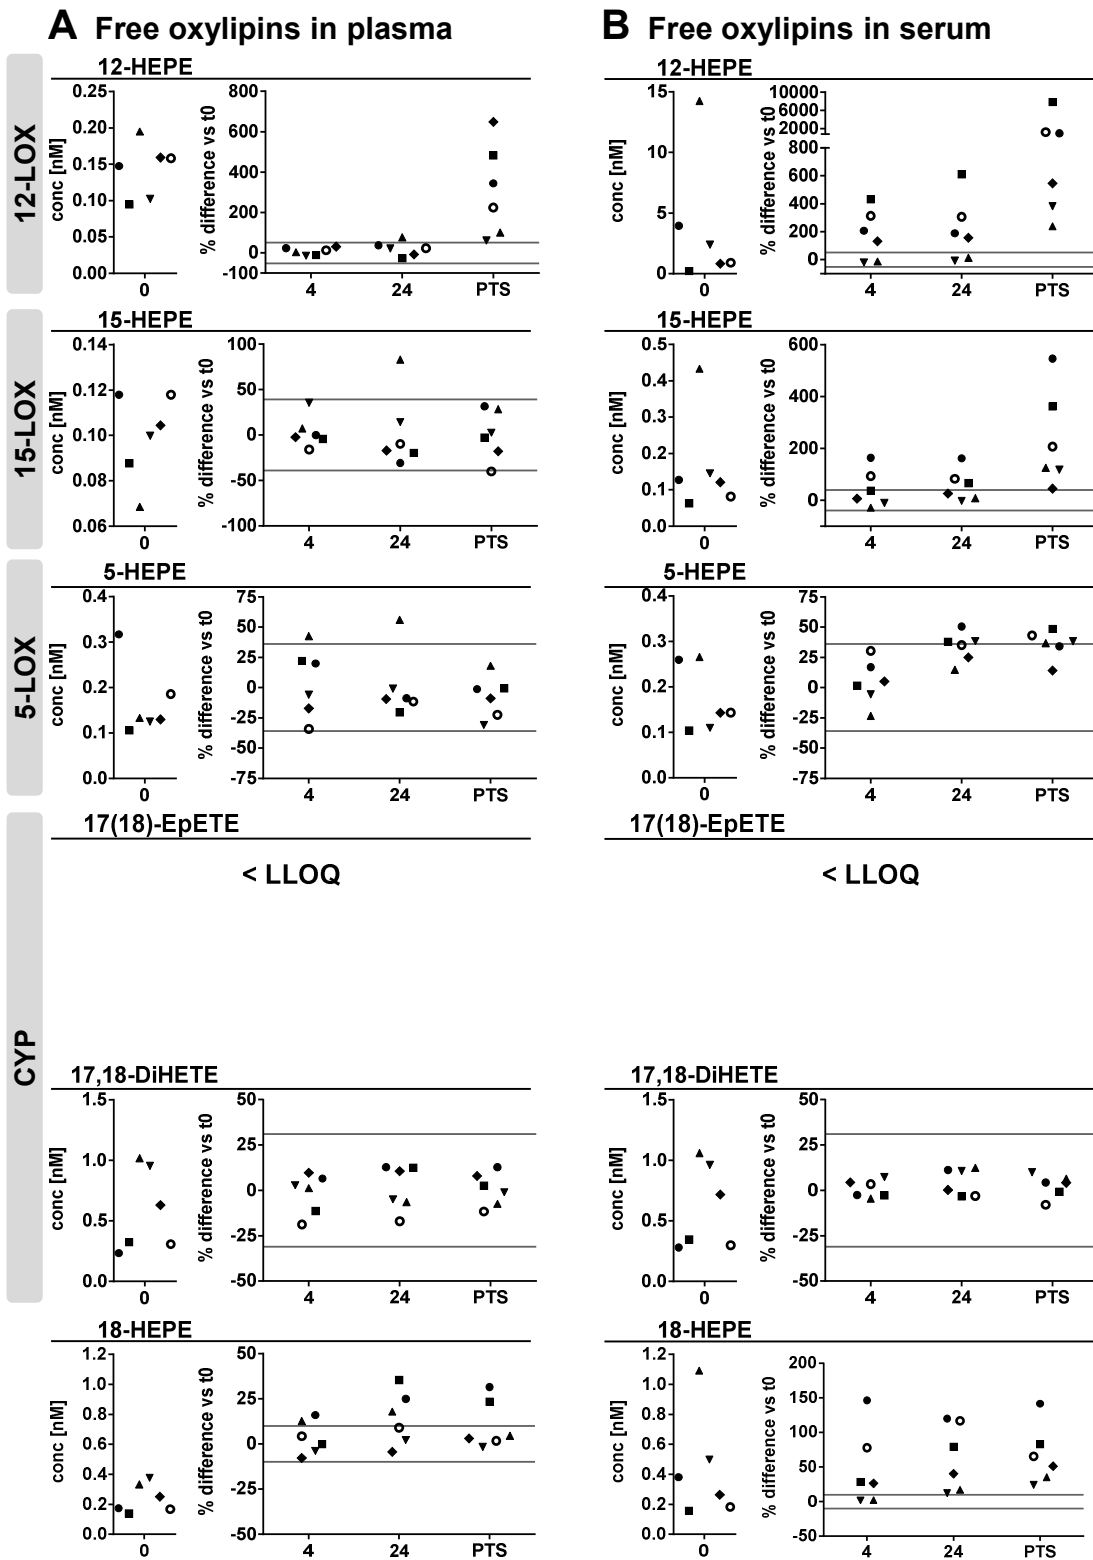 A Free oxylipins in plasma
B Free oxylipins in serum
12-LOX
12-HEPE
conc [nM]
0.25
0.20
0.15
0.10
0.05
0.00
0
% difference vs t0
800
600
400
200
0
-100
4 24 PTS
12-HEPE
conc [nM]
15
10
5
0
0
% difference vs t0
10000
6000
2000
800
600
400
200
0
4 24 PTS
15-LOX
15-HEPE
conc [nM]
0.14
0.12
0.10
0.08
0.06
0
% difference vs t0
100
50
0
-50
-100
4 24 PTS
15-HEPE
conc [nM]
0.5
0.4
0.3
0.2
0.1
0.0
0
% difference vs t0
600
400
200
0
4 24 PTS
5-LOX
5-HEPE
conc [nM]
0.4
0.3
0.2
0.1
0.0
0
% difference vs t0
75
50
25
0
-25
-50
-75
4 24 PTS
5-HEPE
conc [nM]
0.4
0.3
0.2
0.1
0.0
0
% difference vs t0
75
50
25
0
-25
-50
-75
4 24 PTS
CYP
17(18)-EpETE
< LLOQ
17(18)-EpETE
< LLOQ
17,18-DiHETE
conc [nM]
1.5
1.0
0.5
0.0
0
% difference vs t0
50
25
0
-25
-50
4 24 PTS
17,18-DiHETE
conc [nM]
1.5
1.0
0.5
0.0
0
% difference vs t0
50
25
0
-25
-50
4 24 PTS
18-HEPE
conc [nM]
1.2
1.0
0.8
0.6
0.4
0.2
0.0
0
% difference vs t0
50
25
0
-25
-50
4 24 PTS
18-HEPE
conc [nM]
1.2
1.0
0.8
0.6
0.4
0.2
0.0
0
% difference vs t0
200
150
100
50
0
-50
4 24 PTS